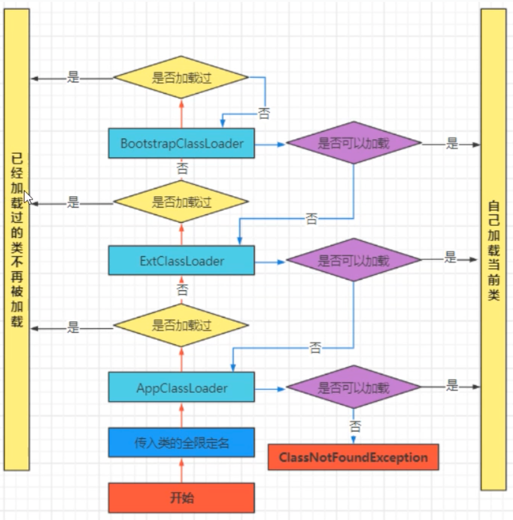 是否加载过
是
否
BootstrapClassLoader
是否可以加载
是
否
是否加载过
是
否
ExtClassLoader
是否可以加载
是
否
是否加载过
是
否
AppClassLoader
是否可以加载
是
否
传入类的全限定名
ClassNotFoundException
开始
已经加载过的类不再被加载
自己加载当前类